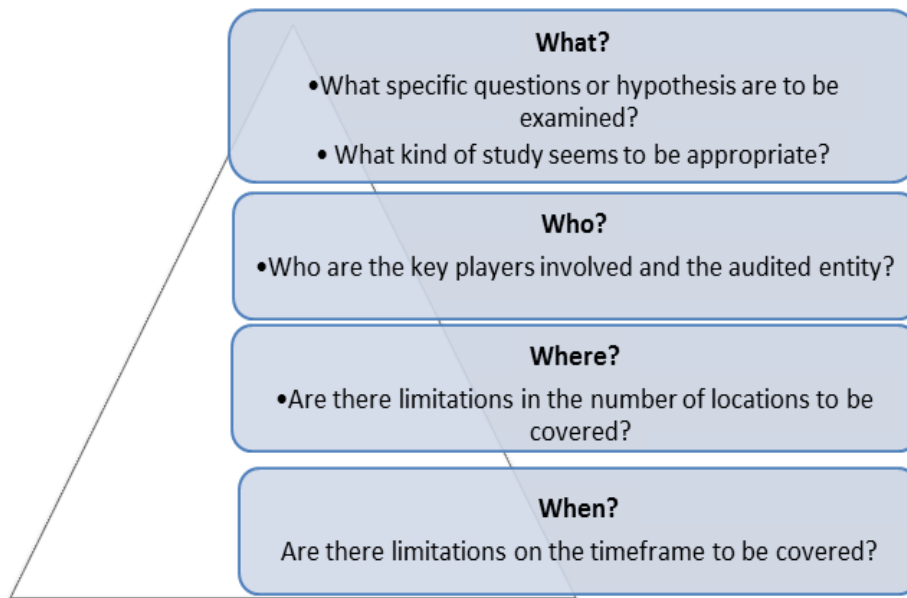 What?
•What specific questions or hypothesis are to be
examined?
• What kind of study seems to be appropriate?
Who?
•Who are the key players involved and the audited entity?
Where?
•Are there limitations in the number of locations to be
covered?
When?
Are there limitations on the timeframe to be covered?